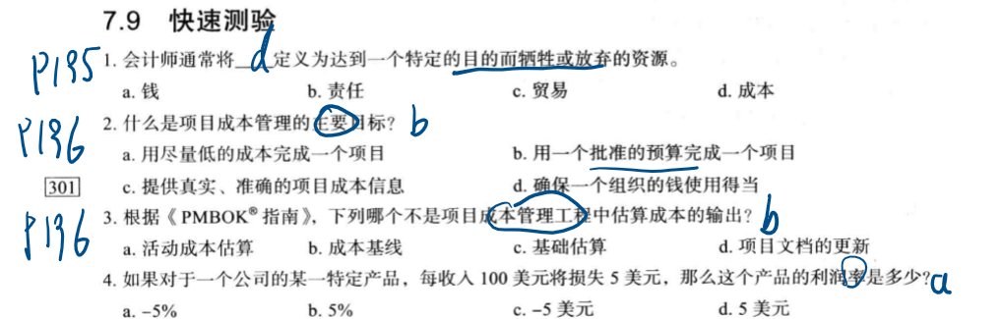 7.9 快速测验
P195 1. 会计师通常将 d 定义为达到一个特定的目的而牺牲或放弃的资源。
a. 钱 b. 责任 c. 贸易 d. 成本
P196 2. 什么是项目成本管理的主要目标? b
a. 用尽量低的成本完成一个项目 b. 用一个批准的预算完成一个项目
301 c. 提供真实、准确的项目成本信息 d. 确保一个组织的钱使用得当
P196 3. 根据《PMBOK®指南》，下列哪个不是项目成本管理工程中估算成本的输出? b
a. 活动成本估算 b. 成本基线 c. 基础估算 d. 项目文档的更新
4. 如果对于一个公司的某一特定产品，每收入 100 美元将损失 5 美元，那么这个产品的利润率是多少? a
a. −5% b. 5% c. −5 美元 d. 5 美元